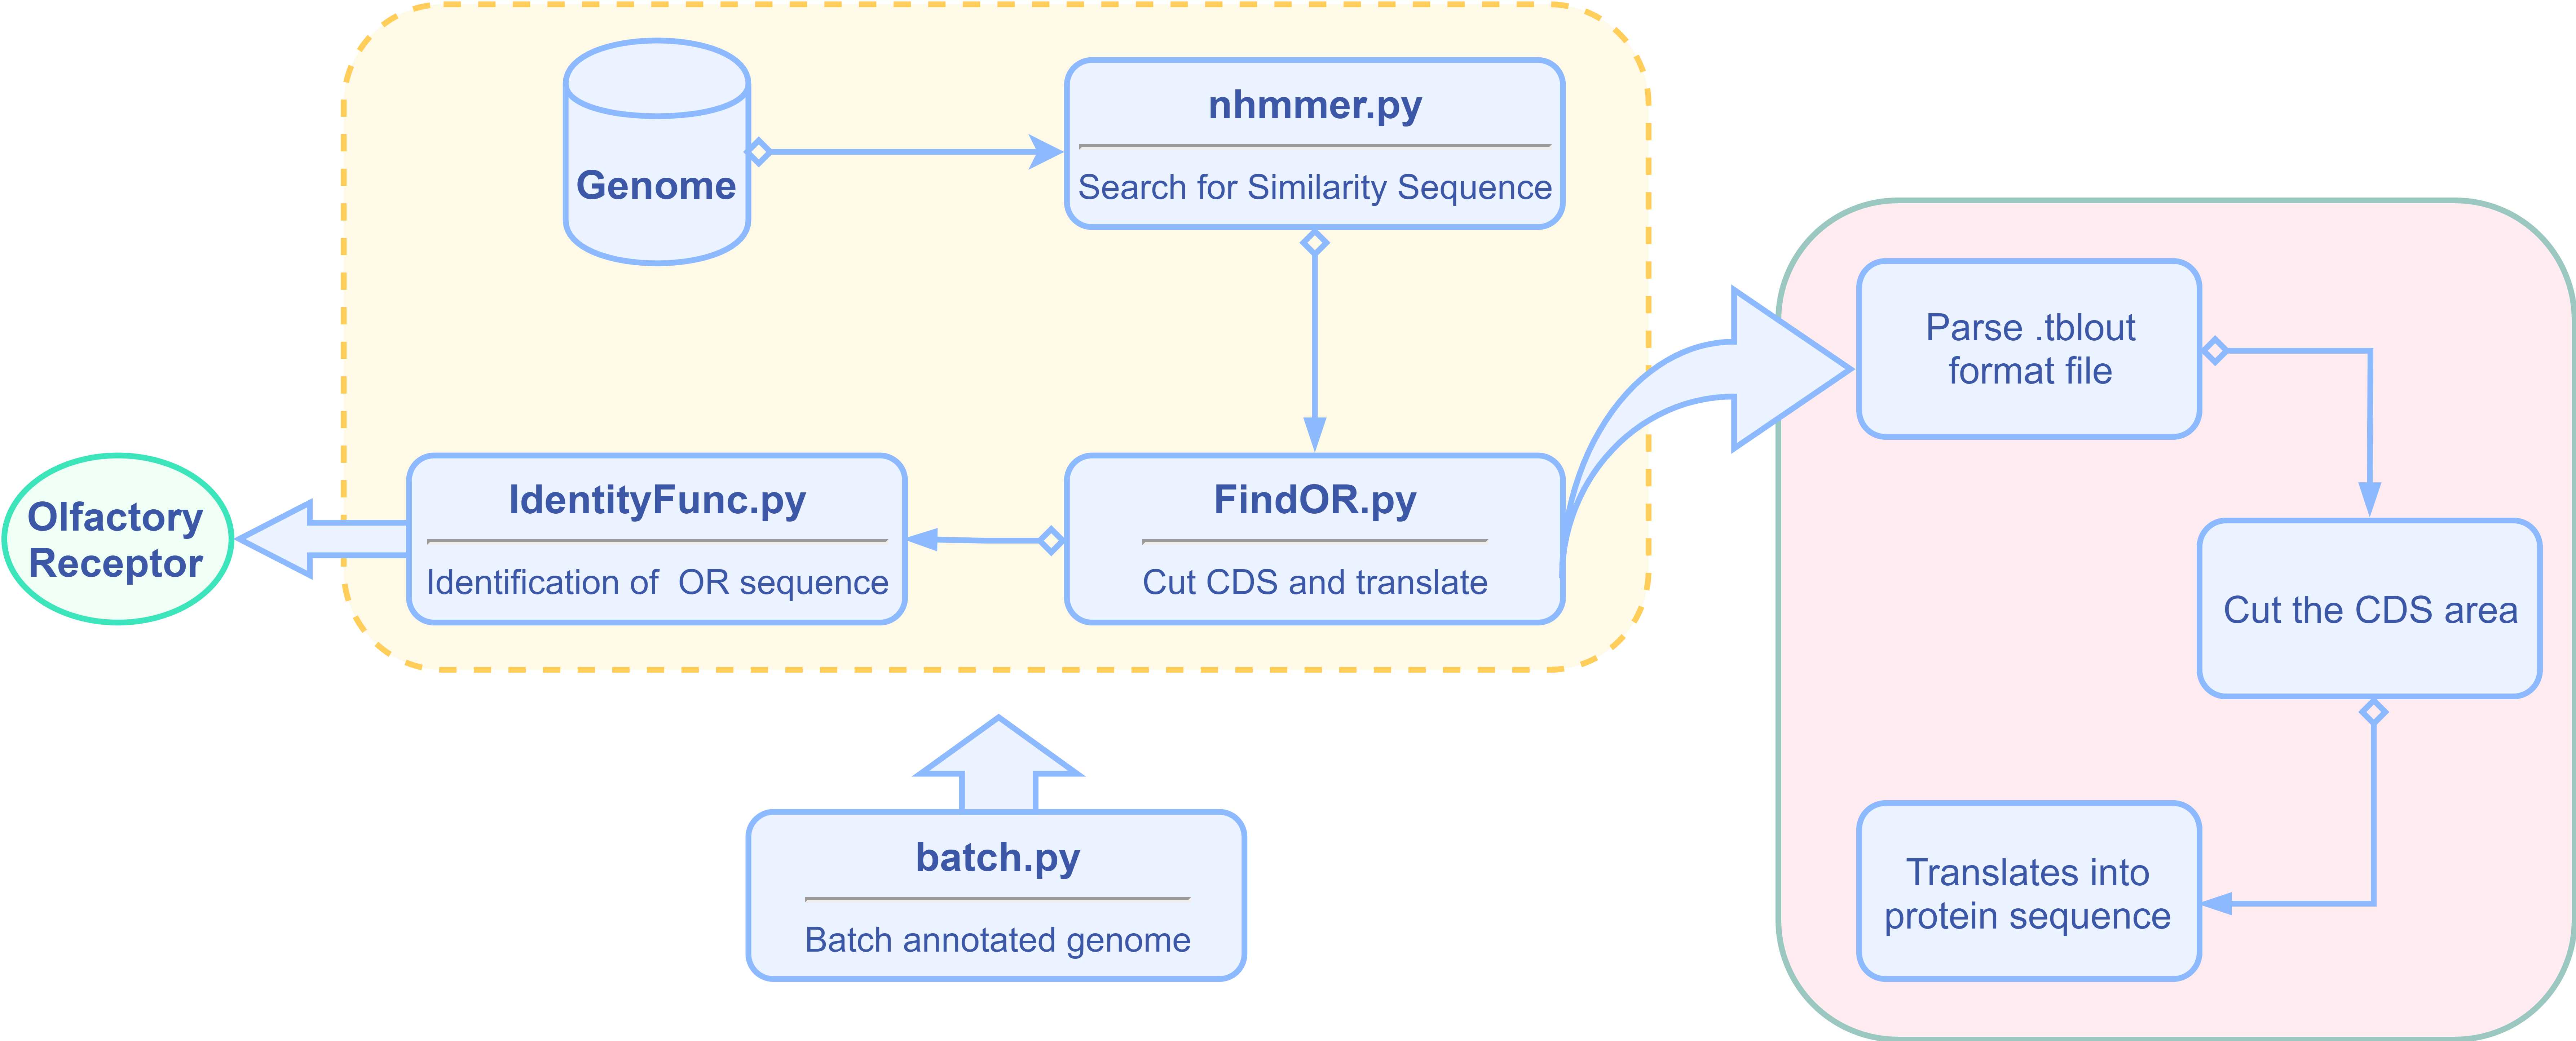 Genome
nhmmer.py
Search for Similarity Sequence
Parse .tblout
format file
Olfactory
Receptor
IdentityFunc.py
Identification of  OR sequence
FindOR.py
Cut CDS and translate
Cut the CDS area
batch.py
Batch annotated genome
Translates into
protein sequence